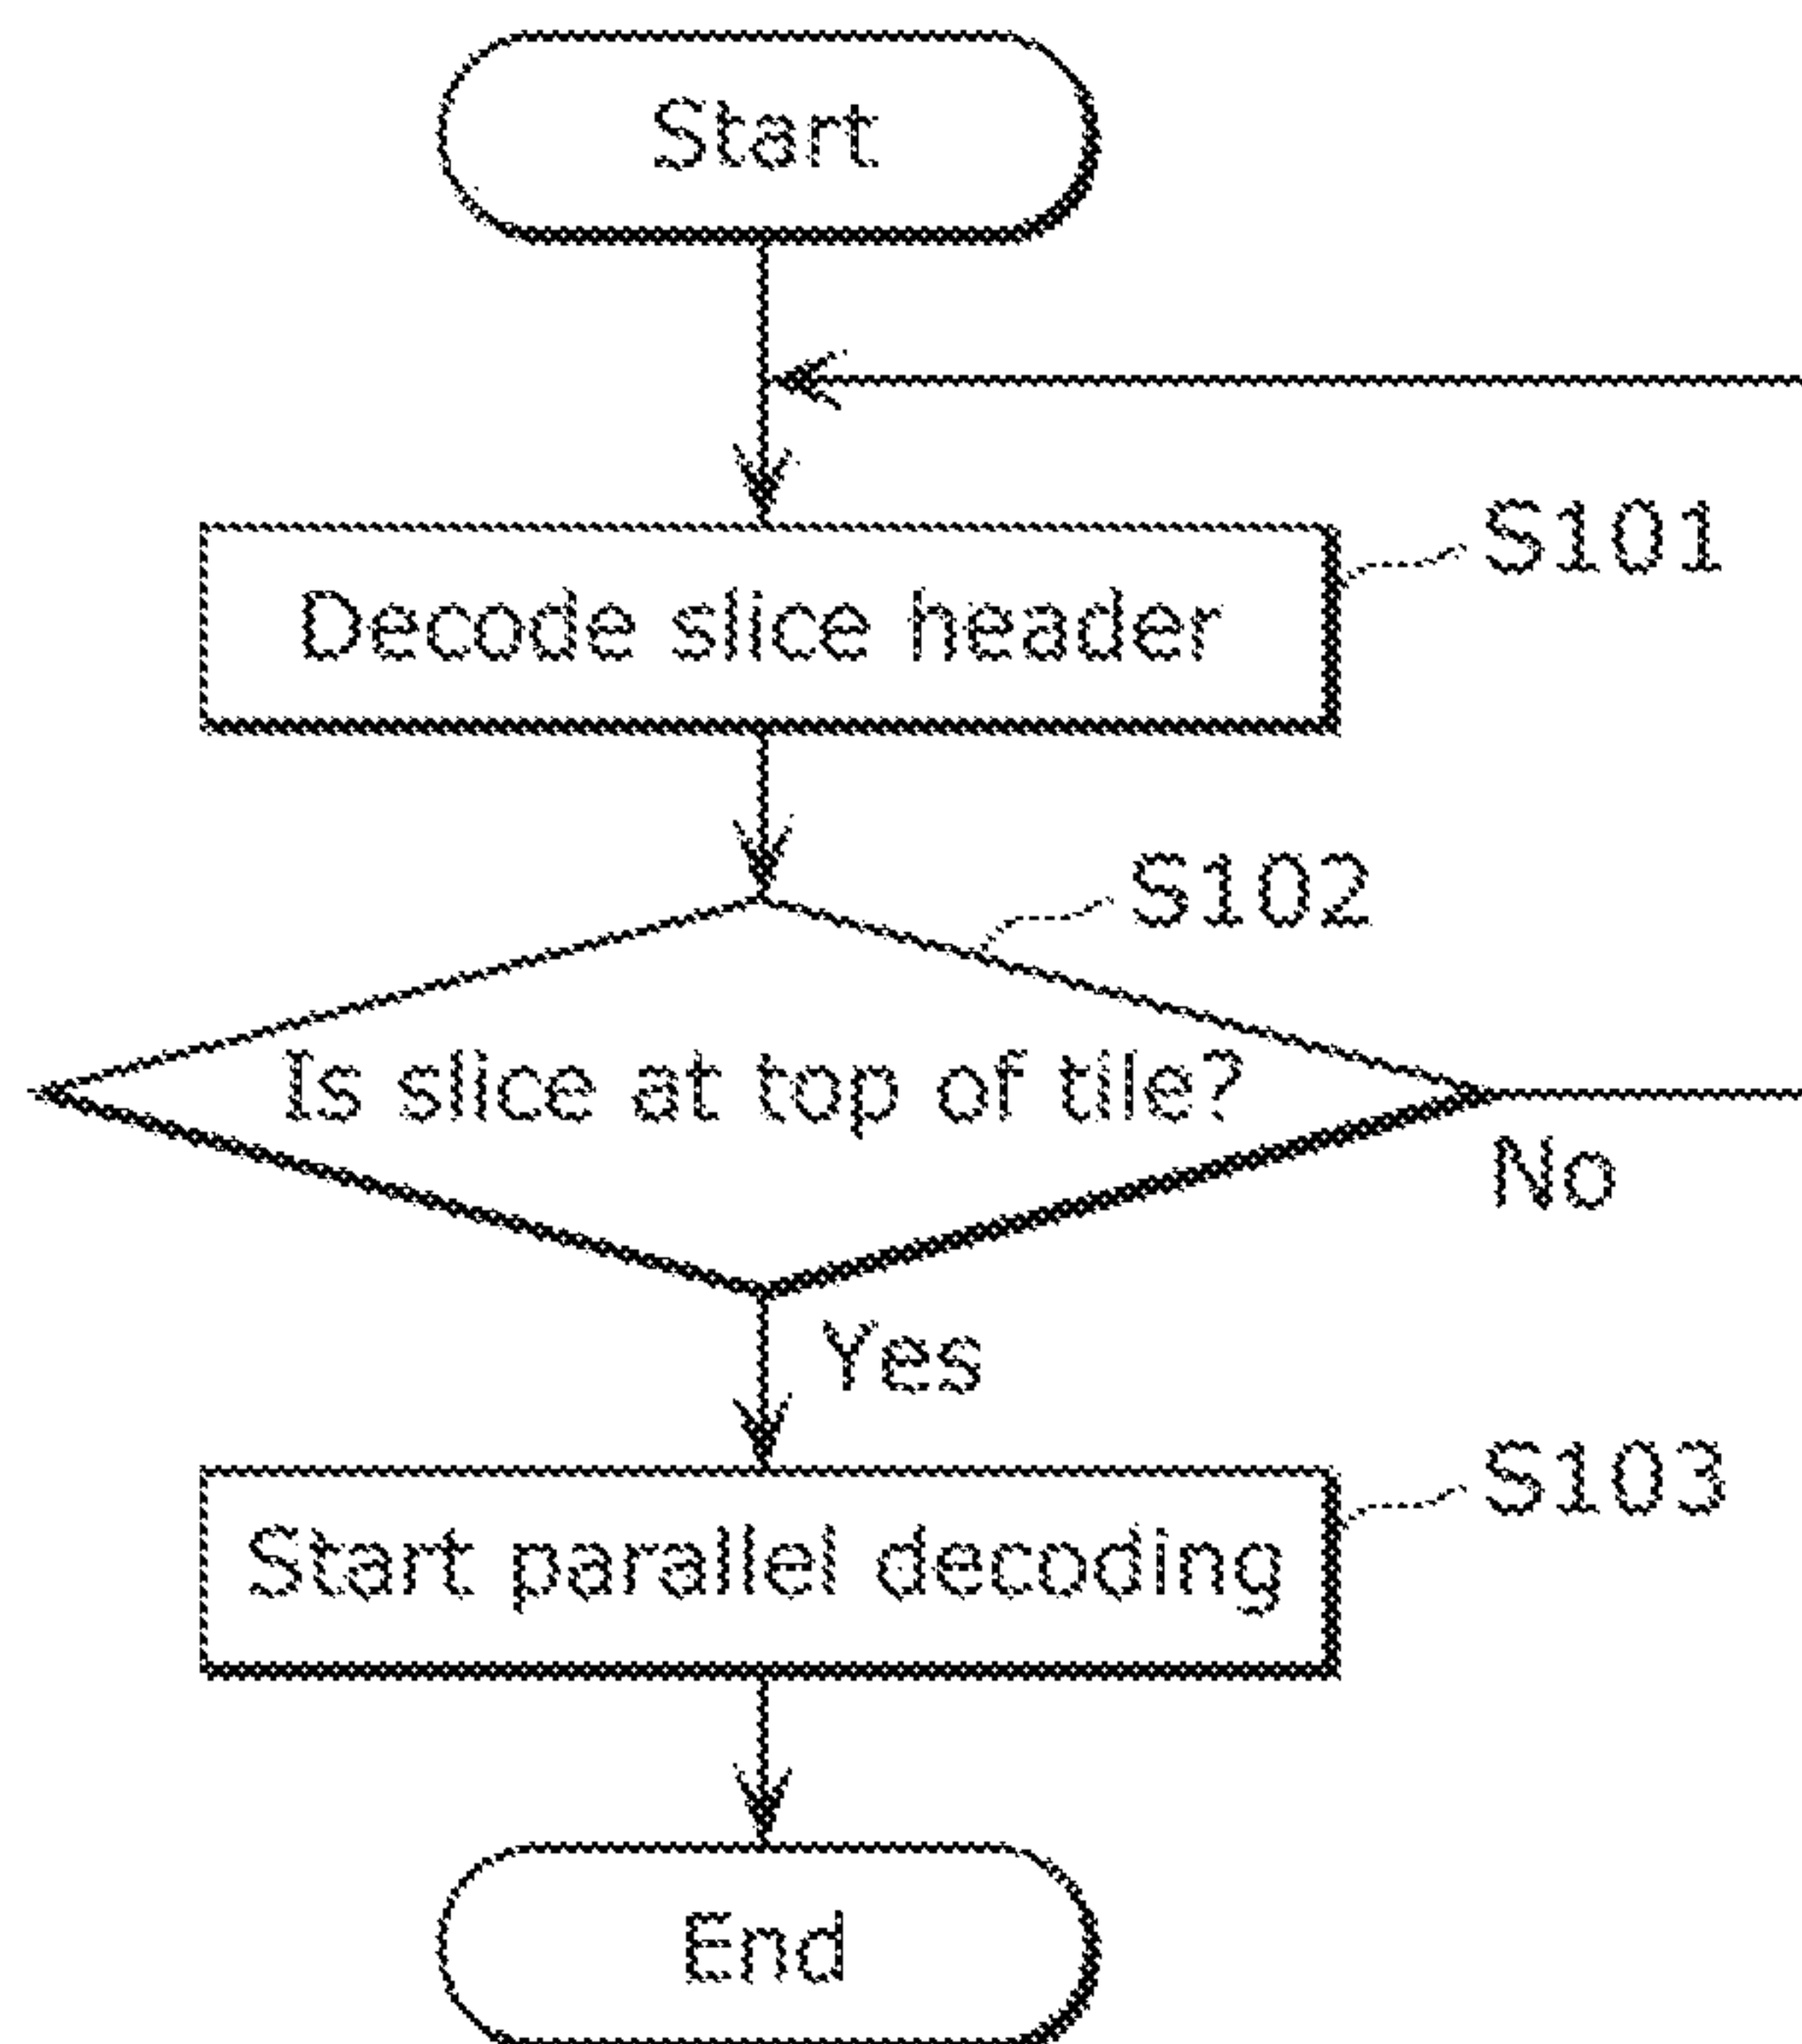 Start
Decode slice header
S101
S102
Is slice at top of tile?
No
Yes
Start parallel decoding
S103
End